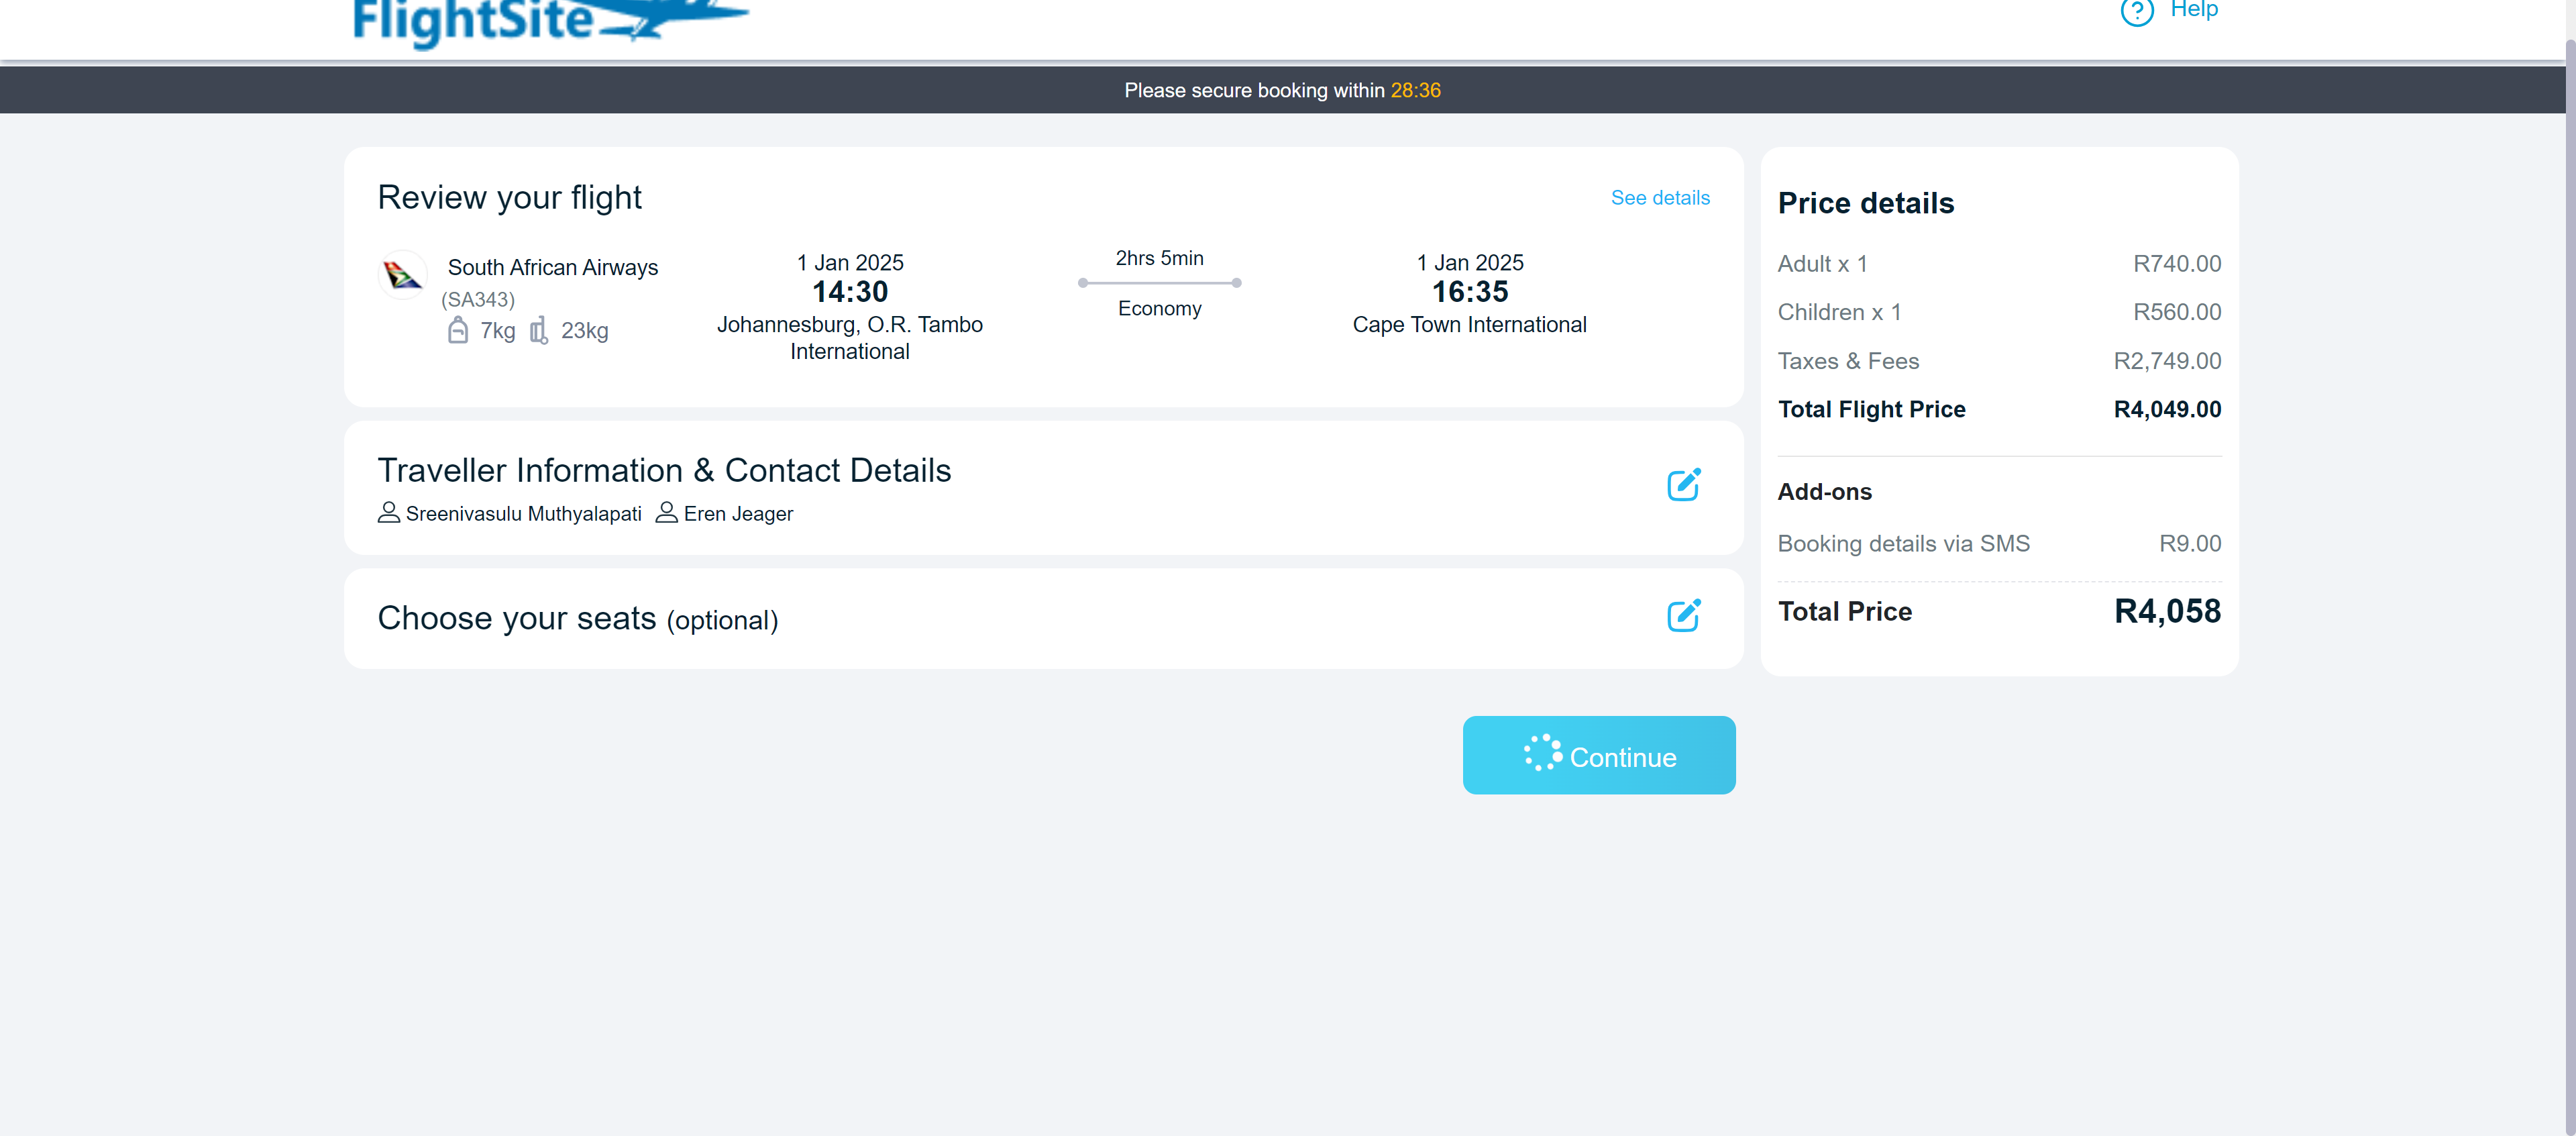 FlightSite
Help
Please secure booking within 28:36
Review your flight
See details
South African Airways
(SA343)
7kg 23kg
1 Jan 2025
14:30
Johannesburg, O.R. Tambo
International
2hrs 5min
Economy
1 Jan 2025
16:35
Cape Town International
Traveller Information & Contact Details
Sreenivasulu Muthyalapati Eren Jeager
Choose your seats (optional)
Continue
Price details
Adult x 1 R740.00
Children x 1 R560.00
Taxes & Fees R2,749.00
Total Flight Price R4,049.00
Add-ons
Booking details via SMS R9.00
Total Price R4,058